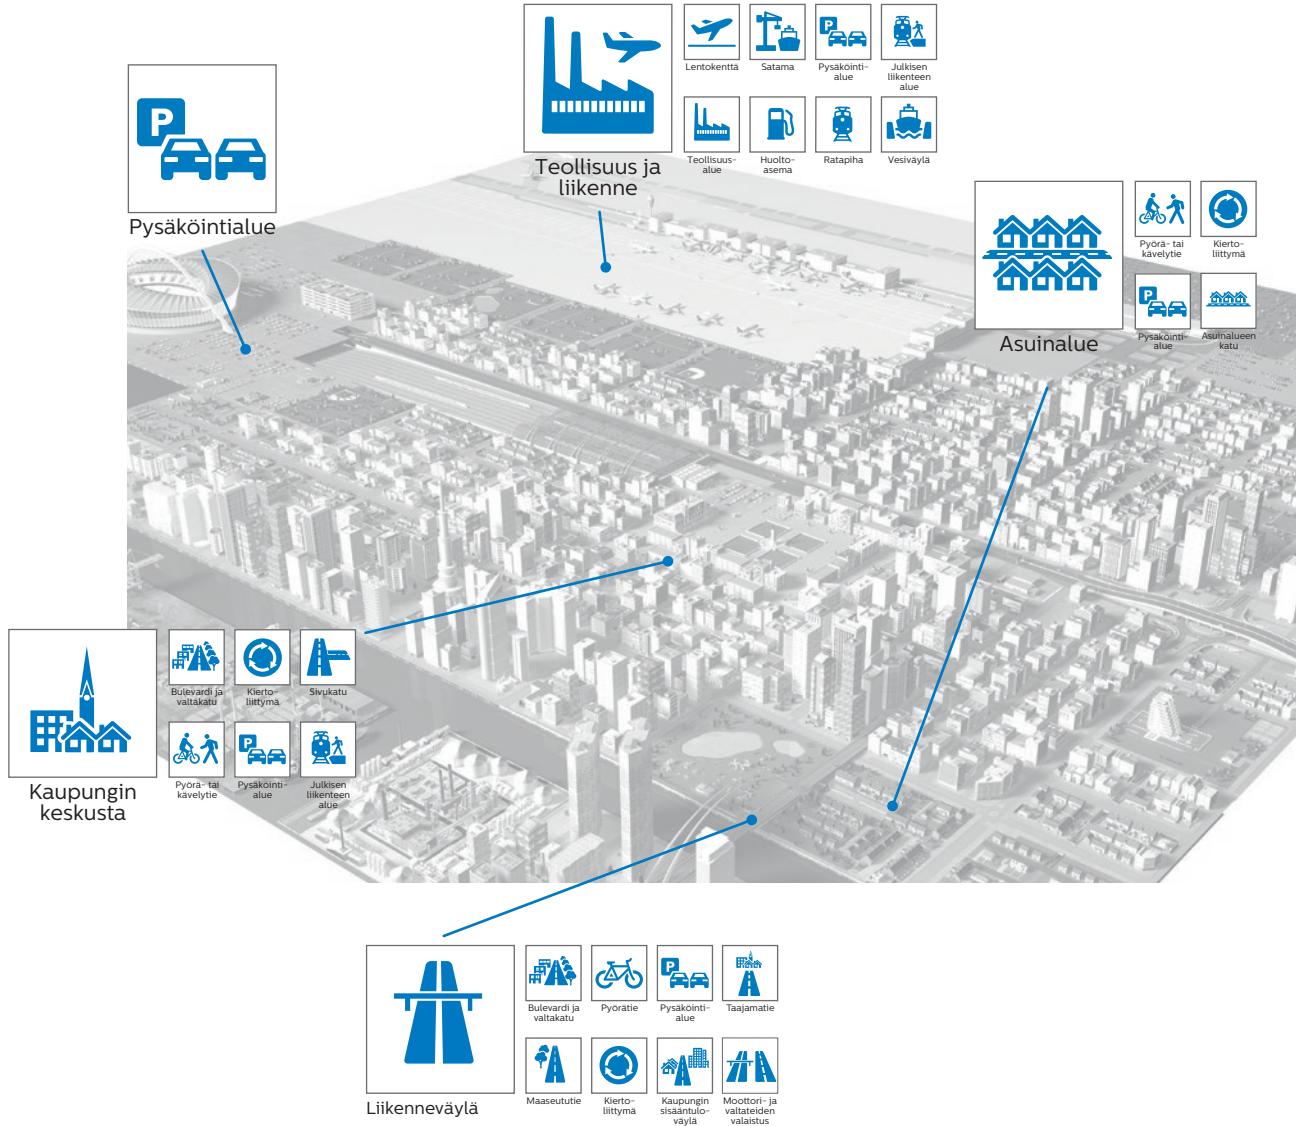 Lentokenttä
Satama
Pysäköinti-
alue
Julkisen
liikenteen
alue
Teollisuus-
alue
Huolto-
asema
Ratapiha
Vesiväylä
Teollisuus ja
liikenne
P
Pysäköintialue
Pyörä- tai
kävelytie
Kierto-
liittymä
Pysäköinti-
alue
Asuinalueen
katu
Asuinalue
Bulevardi ja
valtakatu
Kierto-
liittymä
Sivukatu
Pyörä- tai
kävelytie
Pysäköinti-
alue
Julkisen
liikenteen
alue
Kaupungin
keskusta
Bulevardi ja
valtakatu
Pyörätie
Pysäköinti-
alue
Taajamatie
Maaseututie
Kierto-
liittymä
Kaupungin
sisääntulo-
väylä
Moottori- ja
valtateiden
valaistus
Liikenneväylä